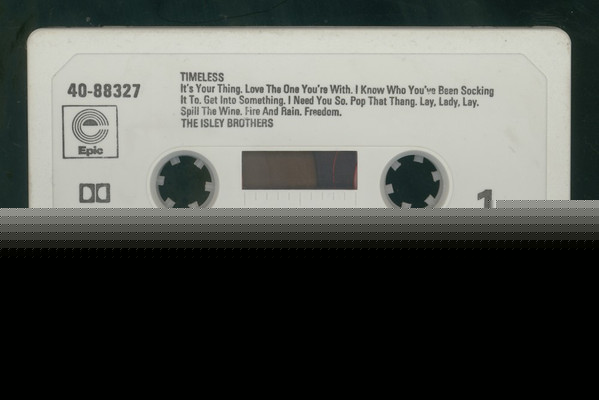 TIMELESS
40-88327
It's Your Thing. Love The One You're With. I Know Who You've Been Socking
It To. Get Into Something. I Need You So. Pop That Thang. Lay, Lady, Lay.
Spill The Wine. Fire And Rain. Freedom.
THE ISLEY BROTHERS
Epic
1